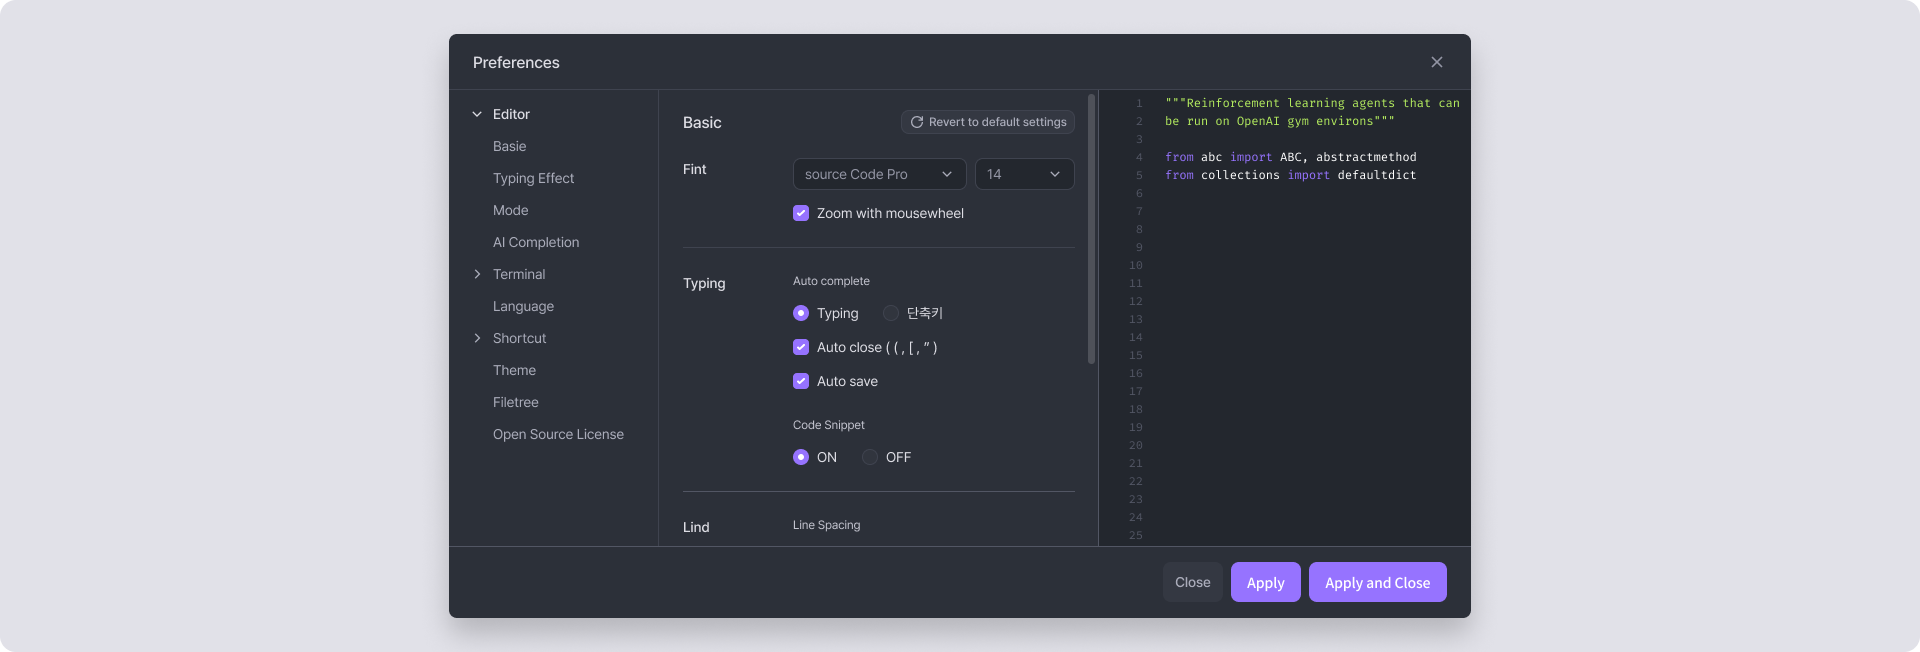 Preferences
Editor
Basie
Typing Effect
Mode
AI Completion
Terminal
Language
Shortcut
Theme
Filetree
Open Source License
Basic
Revert to default settings
Fint
source Code Pro
14
Zoom with mousewheel
Typing
Auto complete
Typing
단축키
Auto close ( ( , [ , " )
Auto save
Code Snippet
ON
OFF
Lind
Line Spacing
1 """Reinforcement learning agents that can
2 be run on OpenAI gym environs"""
3
4 from abc import ABC, abstractmethod
5 from collections import defaultdict
6
7
8
9
10
11
12
13
14
15
16
17
18
19
20
21
22
23
24
25
Close
Apply
Apply and Close